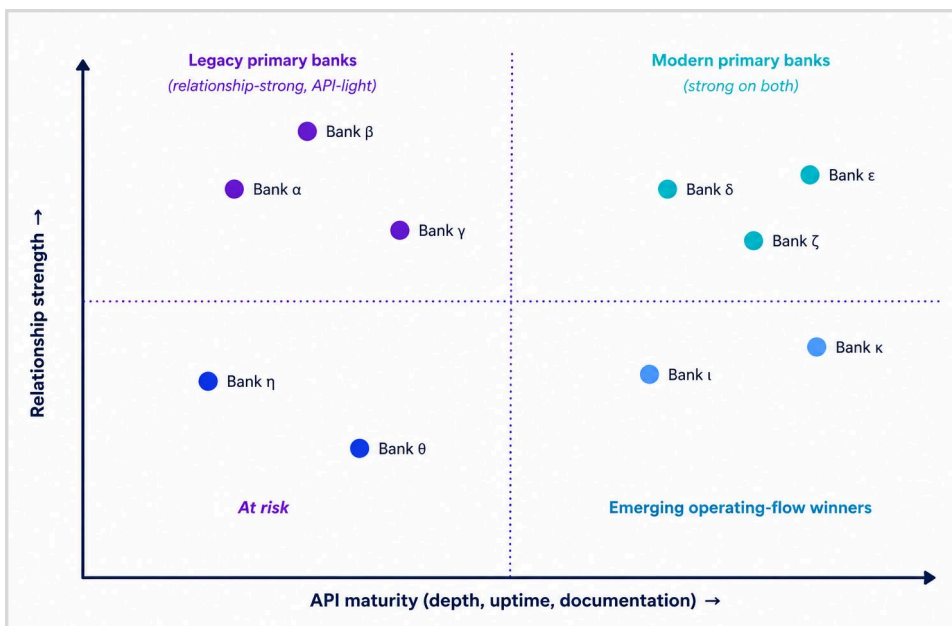 Legacy primary banks
(relationship-strong, API-light)
Modern primary banks
(strong on both)
Bank β
Bank α
Bank γ
Bank δ
Bank ε
Bank ζ
Relationship strength →
Bank η
Bank θ
Bank ι
Bank κ
At risk
Emerging operating-flow winners
API maturity (depth, uptime, documentation) →